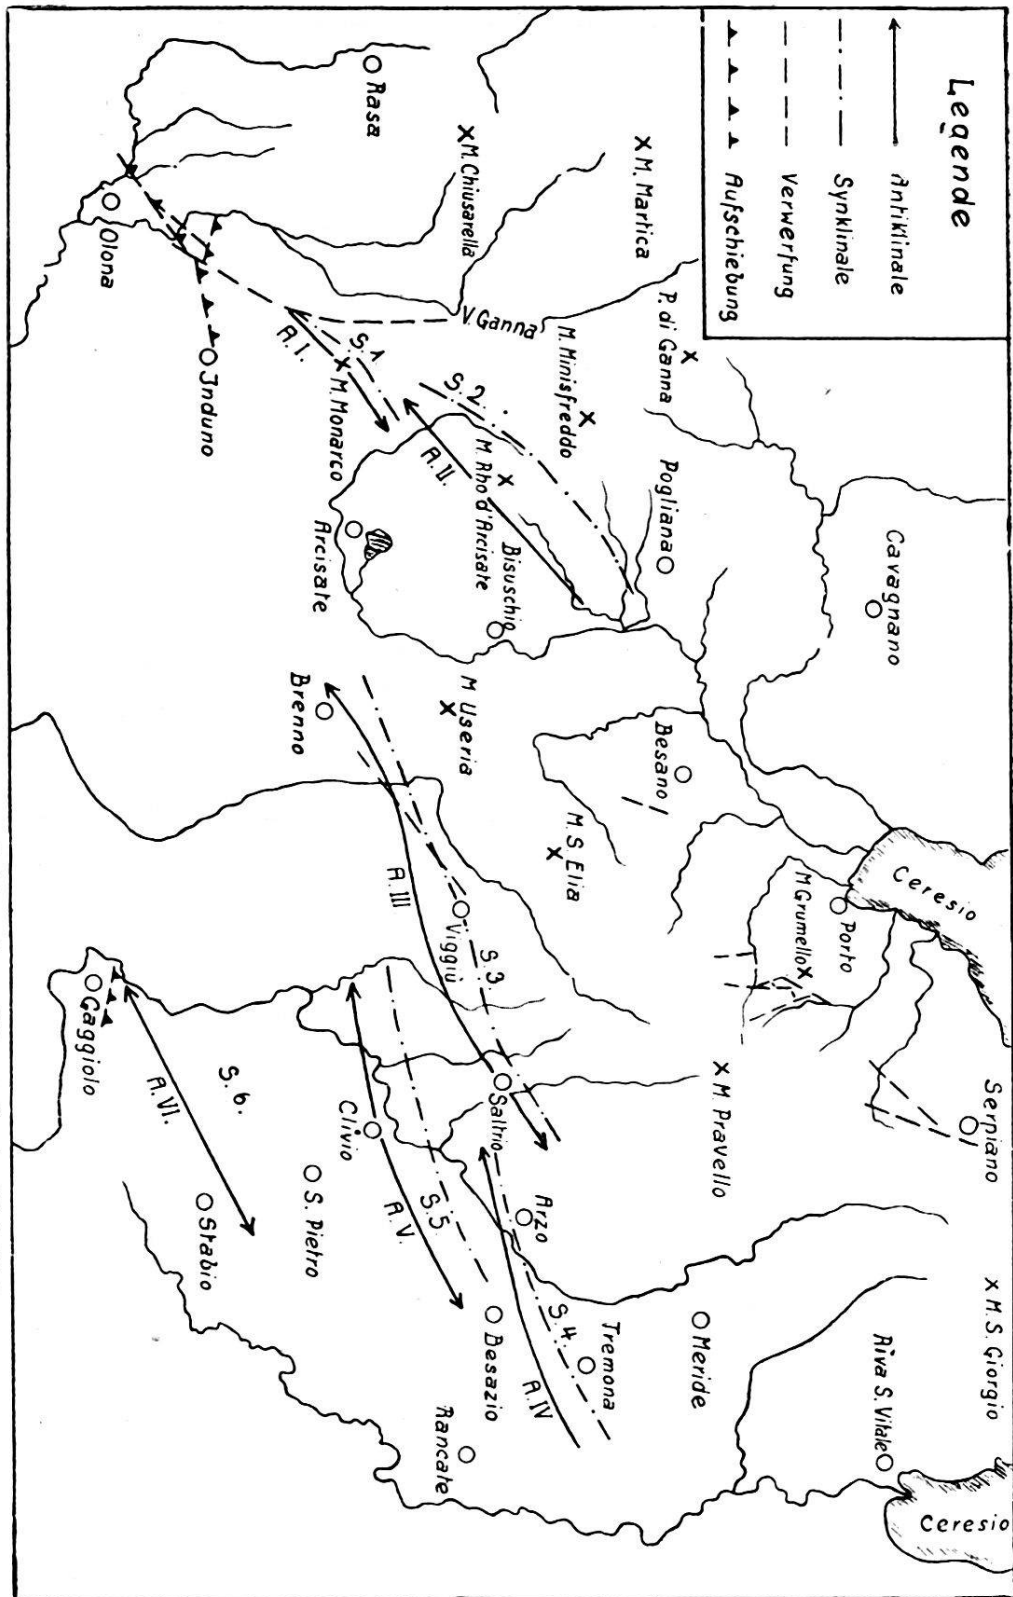 Legende
Antiklinale
Synklinale
Verwerfung
Aufschiebung
Rasa
M. Chiusarella
M. Martica
Olona
V. Ganna
P. di Ganna
M. Minisfreddo
Induno
A. I.
S. 1
M. Monarco
S. 2.
A. II.
M. Rho d'Arcisate
Pogliana
Cavagnano
Arcisate
Bisuschio
Brenno
M Useria
Besano
M. S. Elia
Ceresio
Porto
M Grumello
A. III
Viggiù
S. 3
Gaggiolo
A. VI.
S. 6.
Clivio
Saltrio
M. Pravello
Serpiano
S. Pietro
Stabio
A. V.
S. 5
Arzo
Besazio
S. 4.
Tremona
A. IV
Meride
Rancate
M. S. Giorgio
Riva S. Vitale
Ceresio